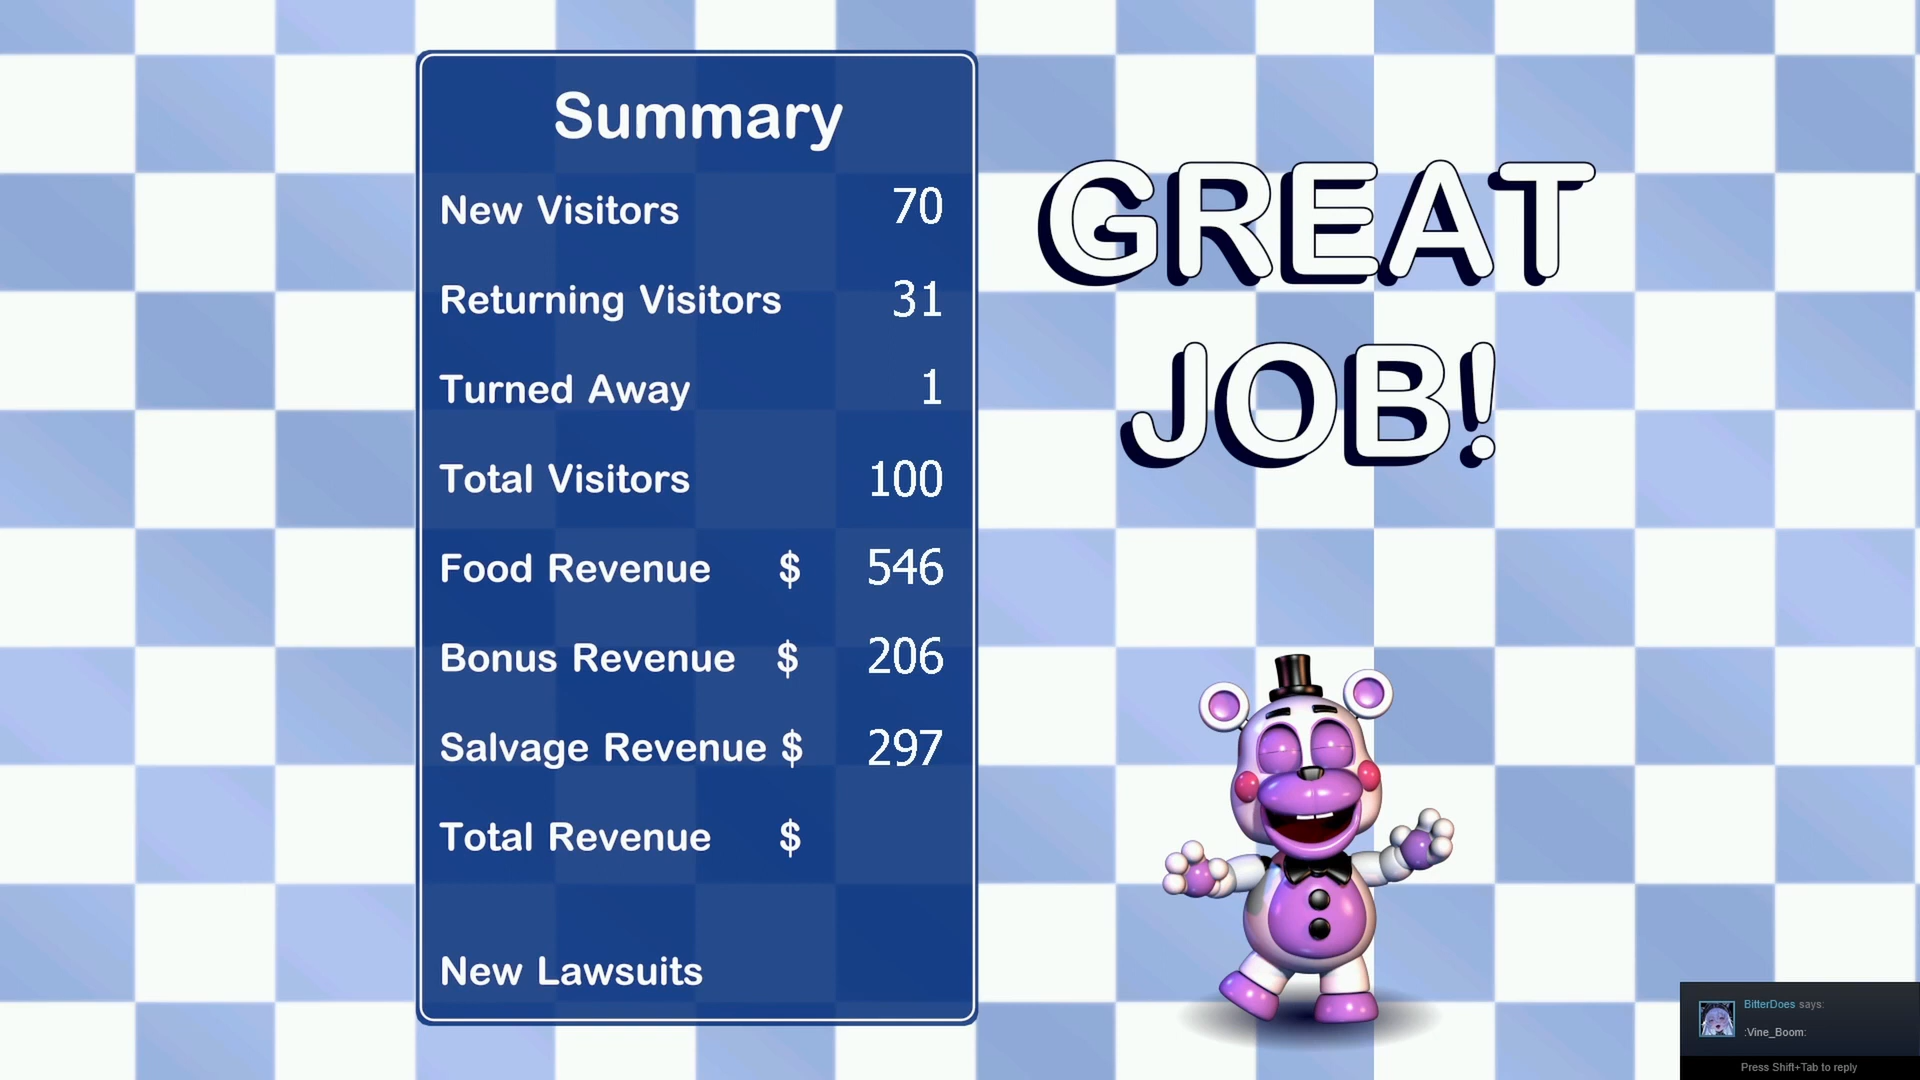 Summary
New Visitors 70
Returning Visitors 31
Turned Away 1
Total Visitors 100
Food Revenue $ 546
Bonus Revenue $ 206
Salvage Revenue $ 297
Total Revenue $
New Lawsuits
GREAT
JOB!
BitterDoes says:
:Vine_Boom:
Press Shift+Tab to reply